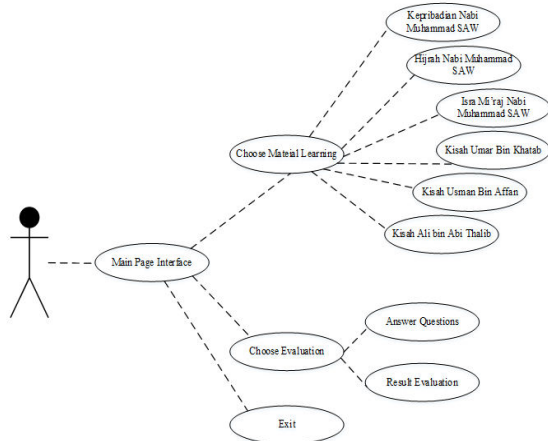 Kepribadian Nabi
Muhammad SAW
Hijrah Nabi Muhammad
SAW
Isra Mi'raj Nabi
Muhammad SAW
Choose Mateial Learning
Kisah Umar Bin Khatab
Kisah Usman Bin Affan
Kisah Ali bin Abi Thalib
Main Page Interface
Answer Questions
Choose Evaluation
Result Evaluation
Exit